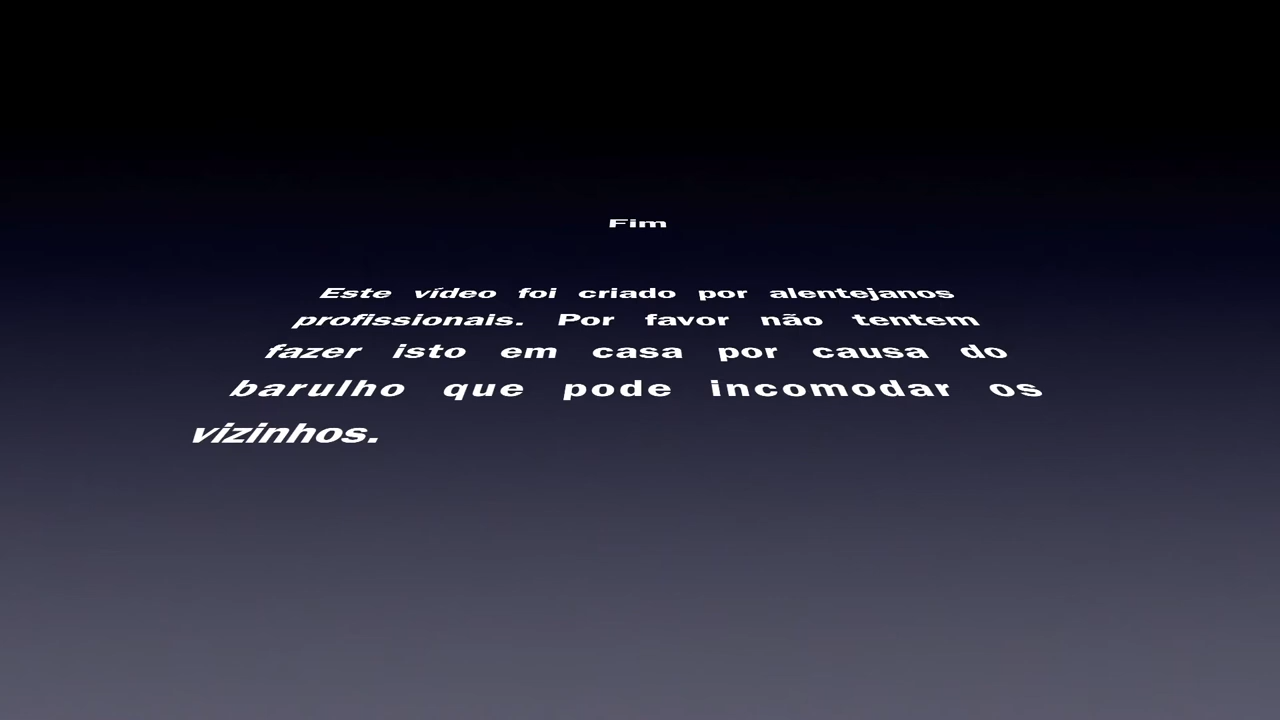 Fim
Este vídeo foi criado por alentejanos
profissionais. Por favor não tentem
fazer isto em casa por causa do
barulho que pode incomodar os
vizinhos.